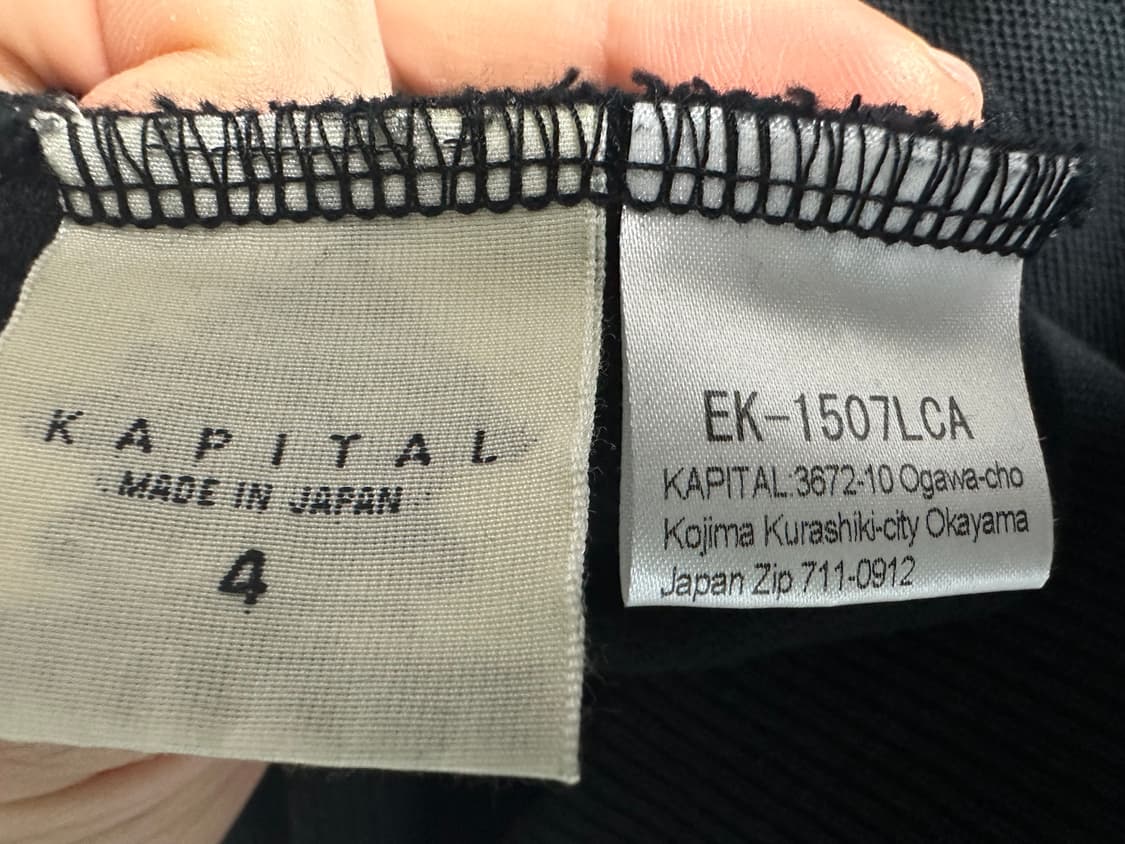 K A P I T A L
MADE IN JAPAN
4
EK-1507LCA
KAPITAL:3672-10 Ogawa-cho
Kojima Kurashiki-city Okayama
Japan Zip 711-0912